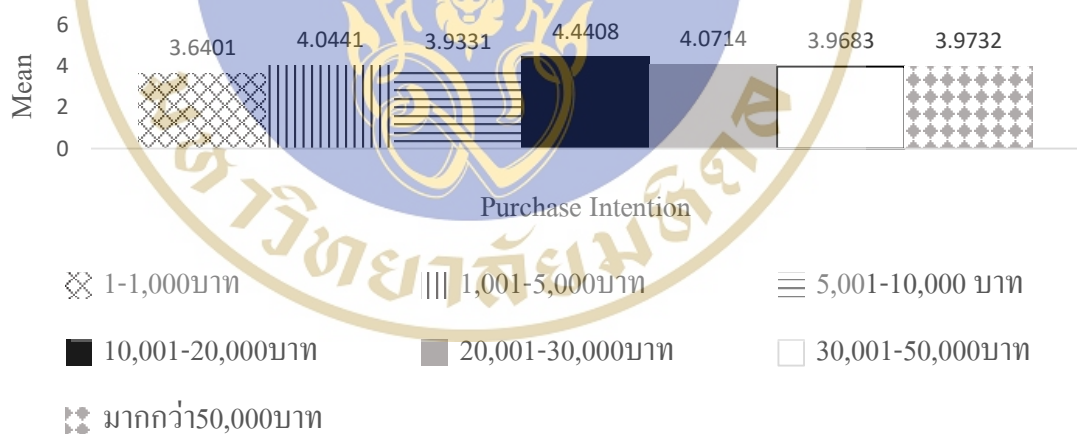 6
4
2
0
Mean
3.6401 4.0441 3.9331 4.4408 4.0714 3.9683 3.9732
Purchase Intention
1-1,000บาท 1,001-5,000บาท 5,001-10,000 บาท
10,001-20,000บาท 20,001-30,000บาท 30,001-50,000บาท
มากกว่า50,000บาท